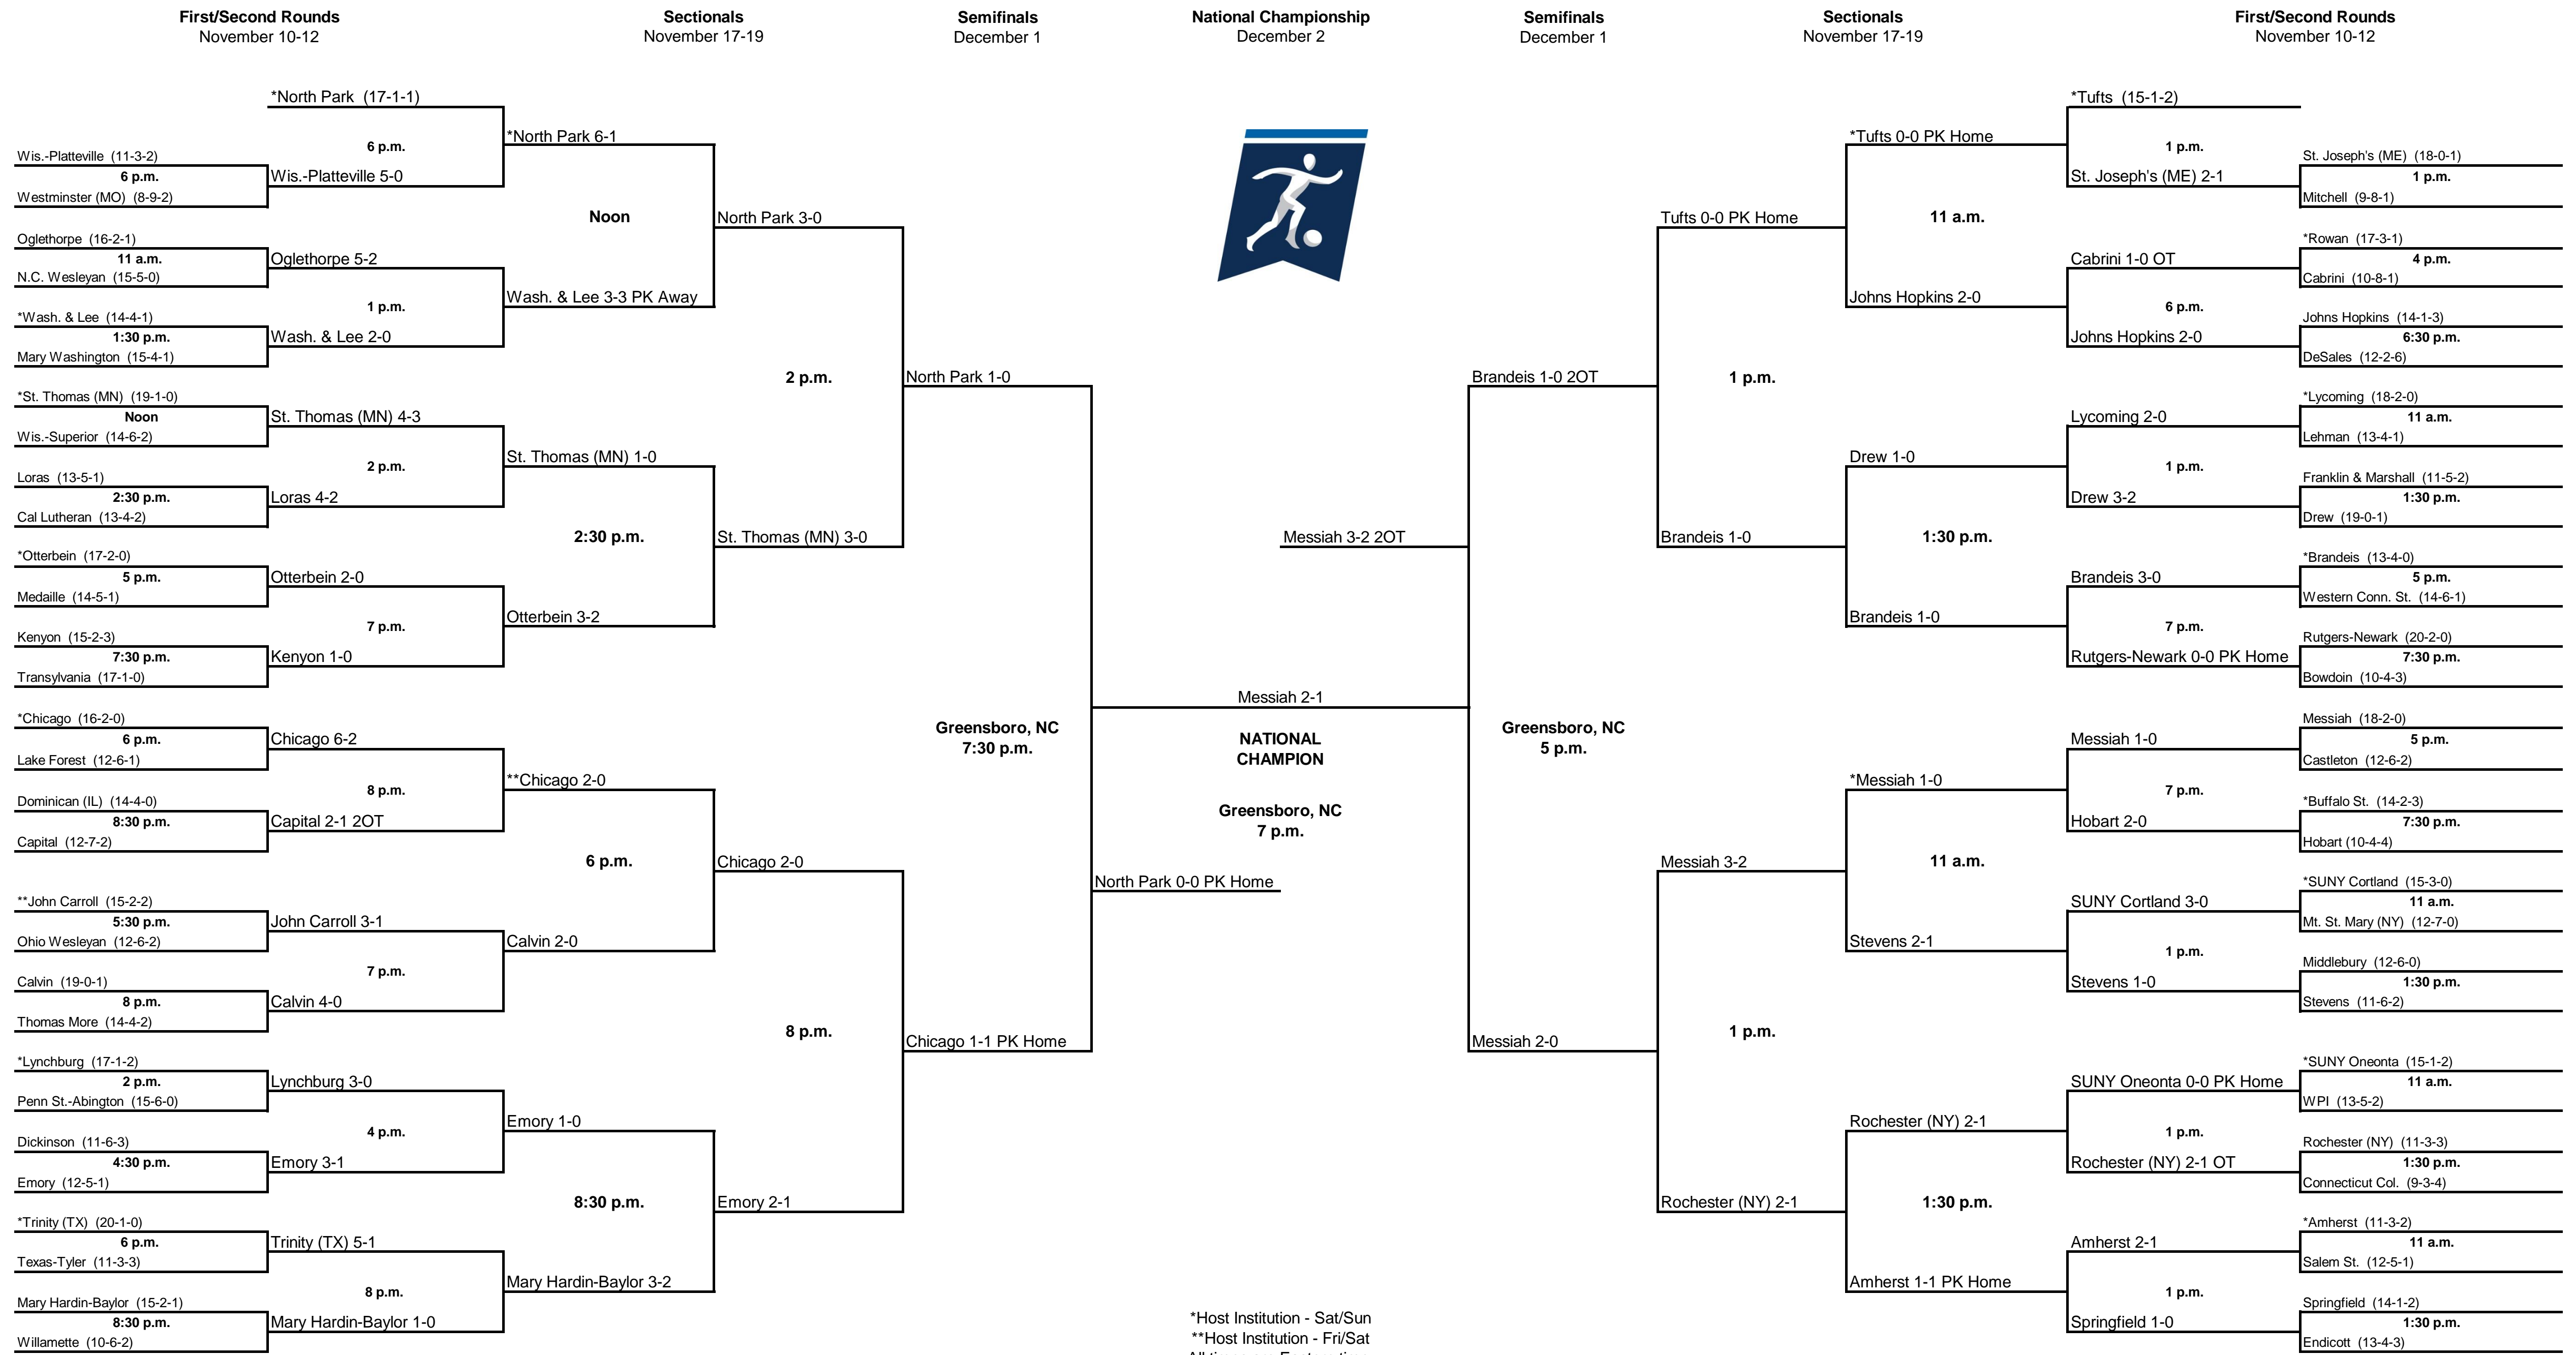 First/Second Rounds
November 10-12
Sectionals
November 17-19
Semifinals
December 1
National Championship
December 2
Semifinals
December 1
Sectionals
November 17-19
First/Second Rounds
November 10-12
*North Park (17-1-1)
6 p.m.
Wis.-Platteville (11-3-2)
6 p.m.
Westminster (MO) (8-9-2)
Wis.-Platteville 5-0
Oglethorpe (16-2-1)
11 a.m.
N.C. Wesleyan (15-5-0)
Oglethorpe 5-2
1 p.m.
*Wash. & Lee (14-4-1)
1:30 p.m.
Mary Washington (15-4-1)
Wash. & Lee 2-0
*St. Thomas (MN) (19-1-0)
Noon
Wis.-Superior (14-6-2)
St. Thomas (MN) 4-3
2 p.m.
Loras (13-5-1)
2:30 p.m.
Cal Lutheran (13-4-2)
Loras 4-2
*Otterbein (17-2-0)
5 p.m.
Medaille (14-5-1)
Otterbein 2-0
7 p.m.
Kenyon (15-2-3)
7:30 p.m.
Transylvania (17-1-0)
Kenyon 1-0
*Chicago (16-2-0)
6 p.m.
Lake Forest (12-6-1)
Chicago 6-2
8 p.m.
Dominican (IL) (14-4-0)
8:30 p.m.
Capital (12-7-2)
Capital 2-1 2OT
**John Carroll (15-2-2)
5:30 p.m.
Ohio Wesleyan (12-6-2)
John Carroll 3-1
7 p.m.
Calvin (19-0-1)
8 p.m.
Thomas More (14-4-2)
Calvin 4-0
*Lynchburg (17-1-2)
2 p.m.
Penn St.-Abington (15-6-0)
Lynchburg 3-0
4 p.m.
Dickinson (11-6-3)
4:30 p.m.
Emory (12-5-1)
Emory 3-1
*Trinity (TX) (20-1-0)
6 p.m.
Texas-Tyler (11-3-3)
Trinity (TX) 5-1
8 p.m.
Mary Hardin-Baylor (15-2-1)
8:30 p.m.
Willamette (10-6-2)
Mary Hardin-Baylor 1-0
*North Park 6-1
Noon
Wash. & Lee 3-3 PK Away
St. Thomas (MN) 1-0
2:30 p.m.
Otterbein 3-2
**Chicago 2-0
6 p.m.
Calvin 2-0
Emory 1-0
8:30 p.m.
Mary Hardin-Baylor 3-2
North Park 3-0
2 p.m.
St. Thomas (MN) 3-0
Chicago 2-0
8 p.m.
Emory 2-1
North Park 1-0
Greensboro, NC
7:30 p.m.
Chicago 1-1 PK Home
Messiah 3-2 2OT
Messiah 2-1
NATIONAL
CHAMPION
Greensboro, NC
7 p.m.
North Park 0-0 PK Home
*Host Institution - Sat/Sun
**Host Institution - Fri/Sat
Brandeis 1-0 2OT
Greensboro, NC
5 p.m.
Messiah 2-0
Tufts 0-0 PK Home
1 p.m.
Brandeis 1-0
Messiah 3-2
1 p.m.
Rochester (NY) 2-1
*Tufts 0-0 PK Home
11 a.m.
Johns Hopkins 2-0
Drew 1-0
1:30 p.m.
Brandeis 1-0
*Messiah 1-0
11 a.m.
Stevens 2-1
Rochester (NY) 2-1
1:30 p.m.
Amherst 1-1 PK Home
*Tufts (15-1-2)
1 p.m.
St. Joseph's (ME) 2-1
St. Joseph's (ME) (18-0-1)
1 p.m.
Mitchell (9-8-1)
Cabrini 1-0 OT
*Rowan (17-3-1)
4 p.m.
Cabrini (10-8-1)
6 p.m.
Johns Hopkins 2-0
Johns Hopkins (14-1-3)
6:30 p.m.
DeSales (12-2-6)
Lycoming 2-0
*Lycoming (18-2-0)
11 a.m.
Lehman (13-4-1)
1 p.m.
Drew 3-2
Franklin & Marshall (11-5-2)
1:30 p.m.
Drew (19-0-1)
Brandeis 3-0
*Brandeis (13-4-0)
5 p.m.
Western Conn. St. (14-6-1)
7 p.m.
Rutgers-Newark 0-0 PK Home
Rutgers-Newark (20-2-0)
7:30 p.m.
Bowdoin (10-4-3)
Messiah 1-0
Messiah (18-2-0)
5 p.m.
Castleton (12-6-2)
7 p.m.
Hobart 2-0
*Buffalo St. (14-2-3)
7:30 p.m.
Hobart (10-4-4)
SUNY Cortland 3-0
*SUNY Cortland (15-3-0)
11 a.m.
Mt. St. Mary (NY) (12-7-0)
1 p.m.
Stevens 1-0
Middlebury (12-6-0)
1:30 p.m.
Stevens (11-6-2)
SUNY Oneonta 0-0 PK Home
*SUNY Oneonta (15-1-2)
11 a.m.
WPI (13-5-2)
1 p.m.
Rochester (NY) 2-1 OT
Rochester (NY) (11-3-3)
1:30 p.m.
Connecticut Col. (9-3-4)
Amherst 2-1
*Amherst (11-3-2)
11 a.m.
Salem St. (12-5-1)
1 p.m.
Springfield 1-0
Springfield (14-1-2)
1:30 p.m.
Endicott (13-4-3)